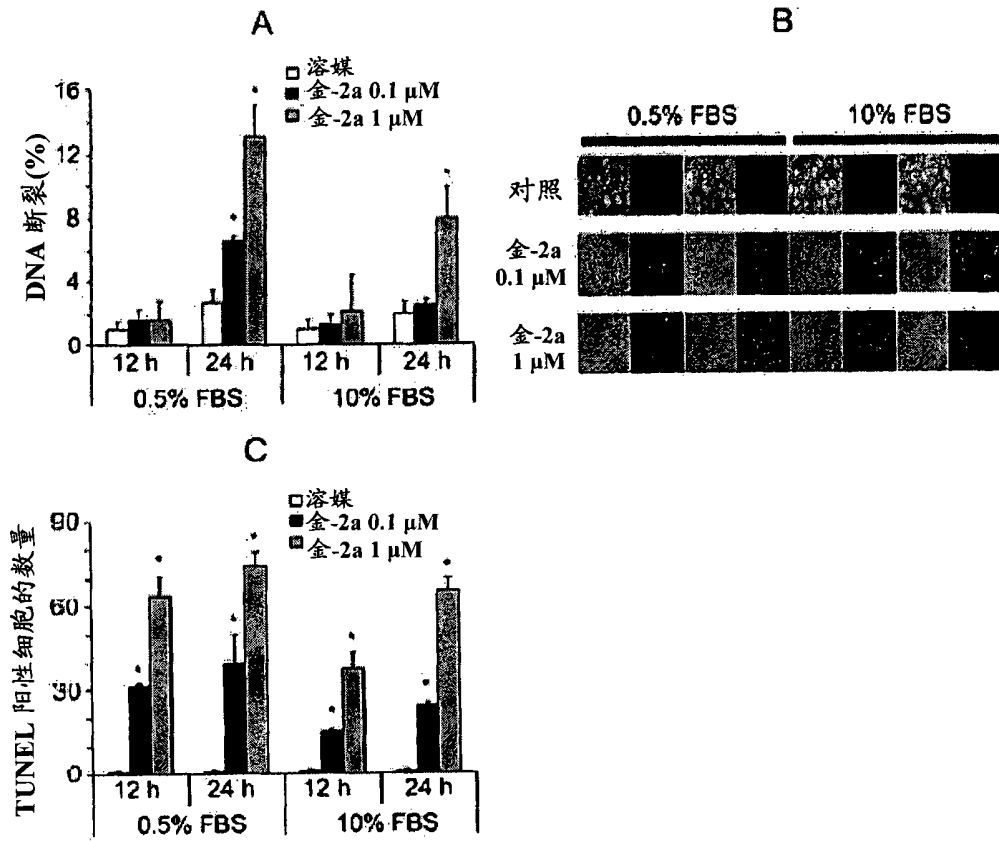 A
溶媒
金-2a 0.1 μM
金-2a 1 μM
DNA 断裂(%)
16
12
8
4
0
12 h
24 h
12 h
24 h
0.5% FBS
10% FBS
B
0.5% FBS
10% FBS
对照
金-2a
0.1 μM
金-2a
1 μM
C
溶媒
金-2a 0.1 μM
金-2a 1 μM
TUNEL 阳性细胞的数量
90
60
30
0
12 h
24 h
12 h
24 h
0.5% FBS
10% FBS